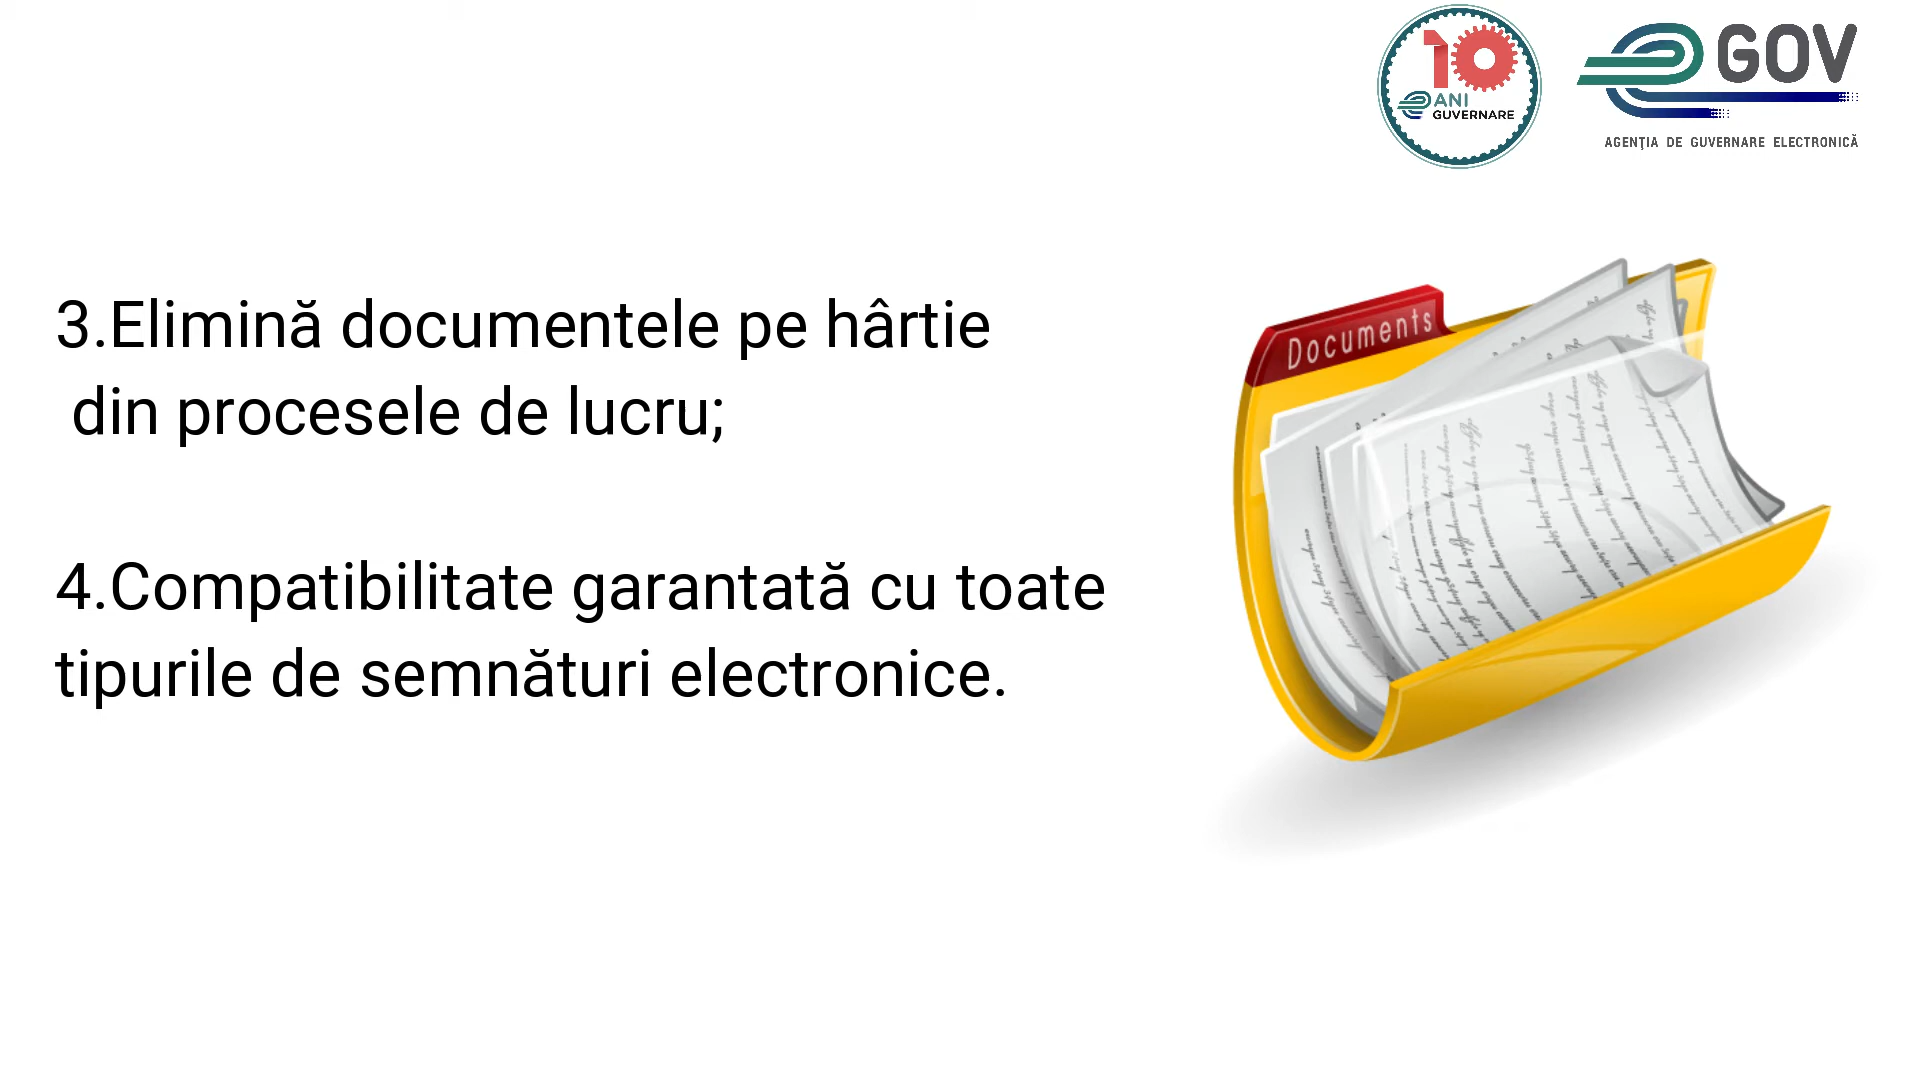 10
ANI
GUVERNARE
GOV
AGENȚIA DE GUVERNARE ELECTRONICĂ
3.Elimină documentele pe hârtie
din procesele de lucru;
4.Compatibilitate garantată cu toate
tipurile de semnături electronice.
Documents